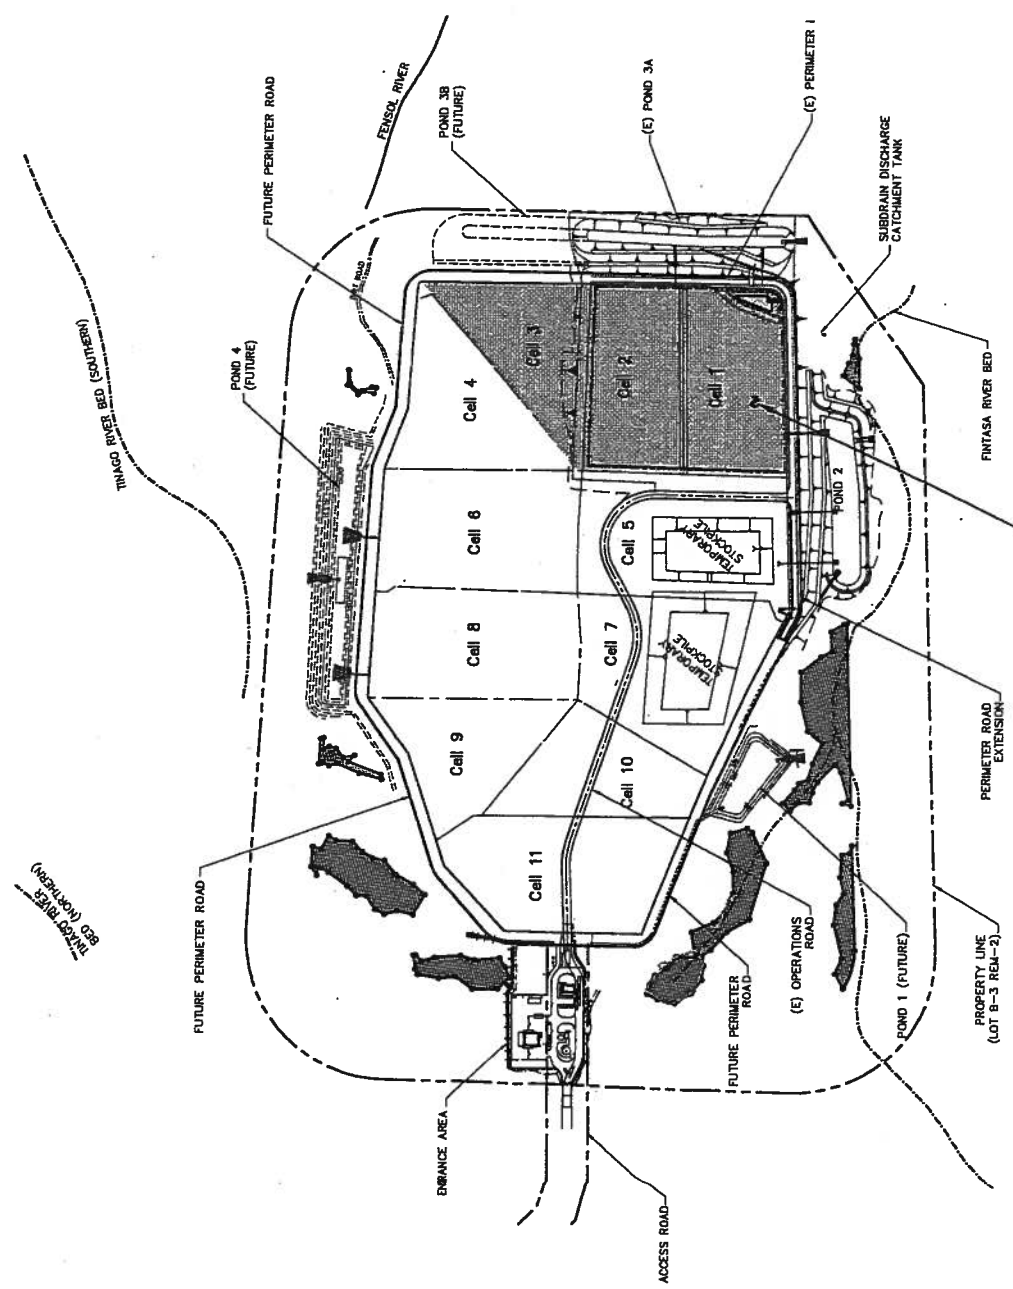 TINAGO RIVER BED (SOUTHERN)
TINAGO RIVER
BED (NORTHERN)
FUTURE PERIMETER ROAD
FENSOL RIVER
POND 3B
(FUTURE)
(E) POND 3A
(E) PERIMETER I
SUBDRAIN DISCHARGE
CATCHMENT TANK
FINTASA RIVER BED
POND 4
(FUTURE)
Cell 3
Cell 2
Cell 1
Cell 4
Cell 6
Cell 5
Cell 8
Cell 7
Cell 9
Cell 10
Cell 11
TEMPORARY
STOCKPILE
TEMPORARY
STOCKPILE
POND 2
PERIMETER ROAD
EXTENSION
FUTURE PERIMETER ROAD
FUTURE PERIMETER
ROAD
(E) OPERATIONS
ROAD
POND 1 (FUTURE)
PROPERTY LINE
(LOT B-3 REM-2)
ENTRANCE AREA
ACCESS ROAD